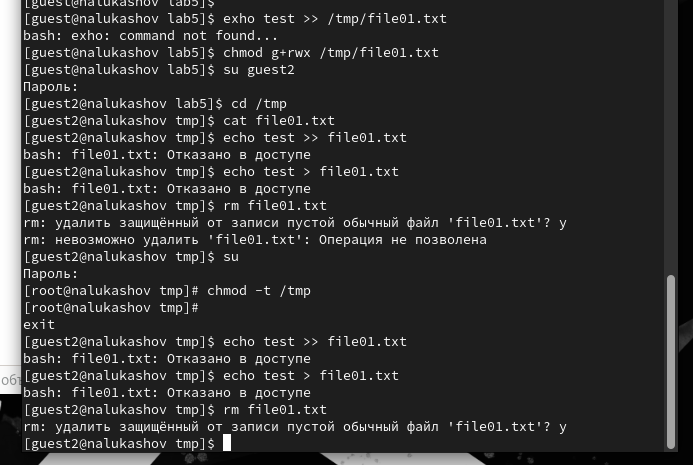 [guest@nalukashov lab5]$
[guest@nalukashov lab5]$ exho test >> /tmp/file01.txt
bash: exho: command not found...
[guest@nalukashov lab5]$ chmod g+rwx /tmp/file01.txt
[guest@nalukashov lab5]$ su guest2
Пароль:
[guest2@nalukashov lab5]$ cd /tmp
[guest2@nalukashov tmp]$ cat file01.txt
[guest2@nalukashov tmp]$ echo test >> file01.txt
bash: file01.txt: Отказано в доступе
[guest2@nalukashov tmp]$ echo test > file01.txt
bash: file01.txt: Отказано в доступе
[guest2@nalukashov tmp]$ rm file01.txt
rm: удалить защищённый от записи пустой обычный файл 'file01.txt'? y
rm: невозможно удалить 'file01.txt': Операция не позволена
[guest2@nalukashov tmp]$ su
Пароль:
[root@nalukashov tmp]# chmod -t /tmp
[root@nalukashov tmp]#
exit
[guest2@nalukashov tmp]$ echo test >> file01.txt
bash: file01.txt: Отказано в доступе
[guest2@nalukashov tmp]$ echo test > file01.txt
bash: file01.txt: Отказано в доступе
[guest2@nalukashov tmp]$ rm file01.txt
rm: удалить защищённый от записи пустой обычный файл 'file01.txt'? y
[guest2@nalukashov tmp]$